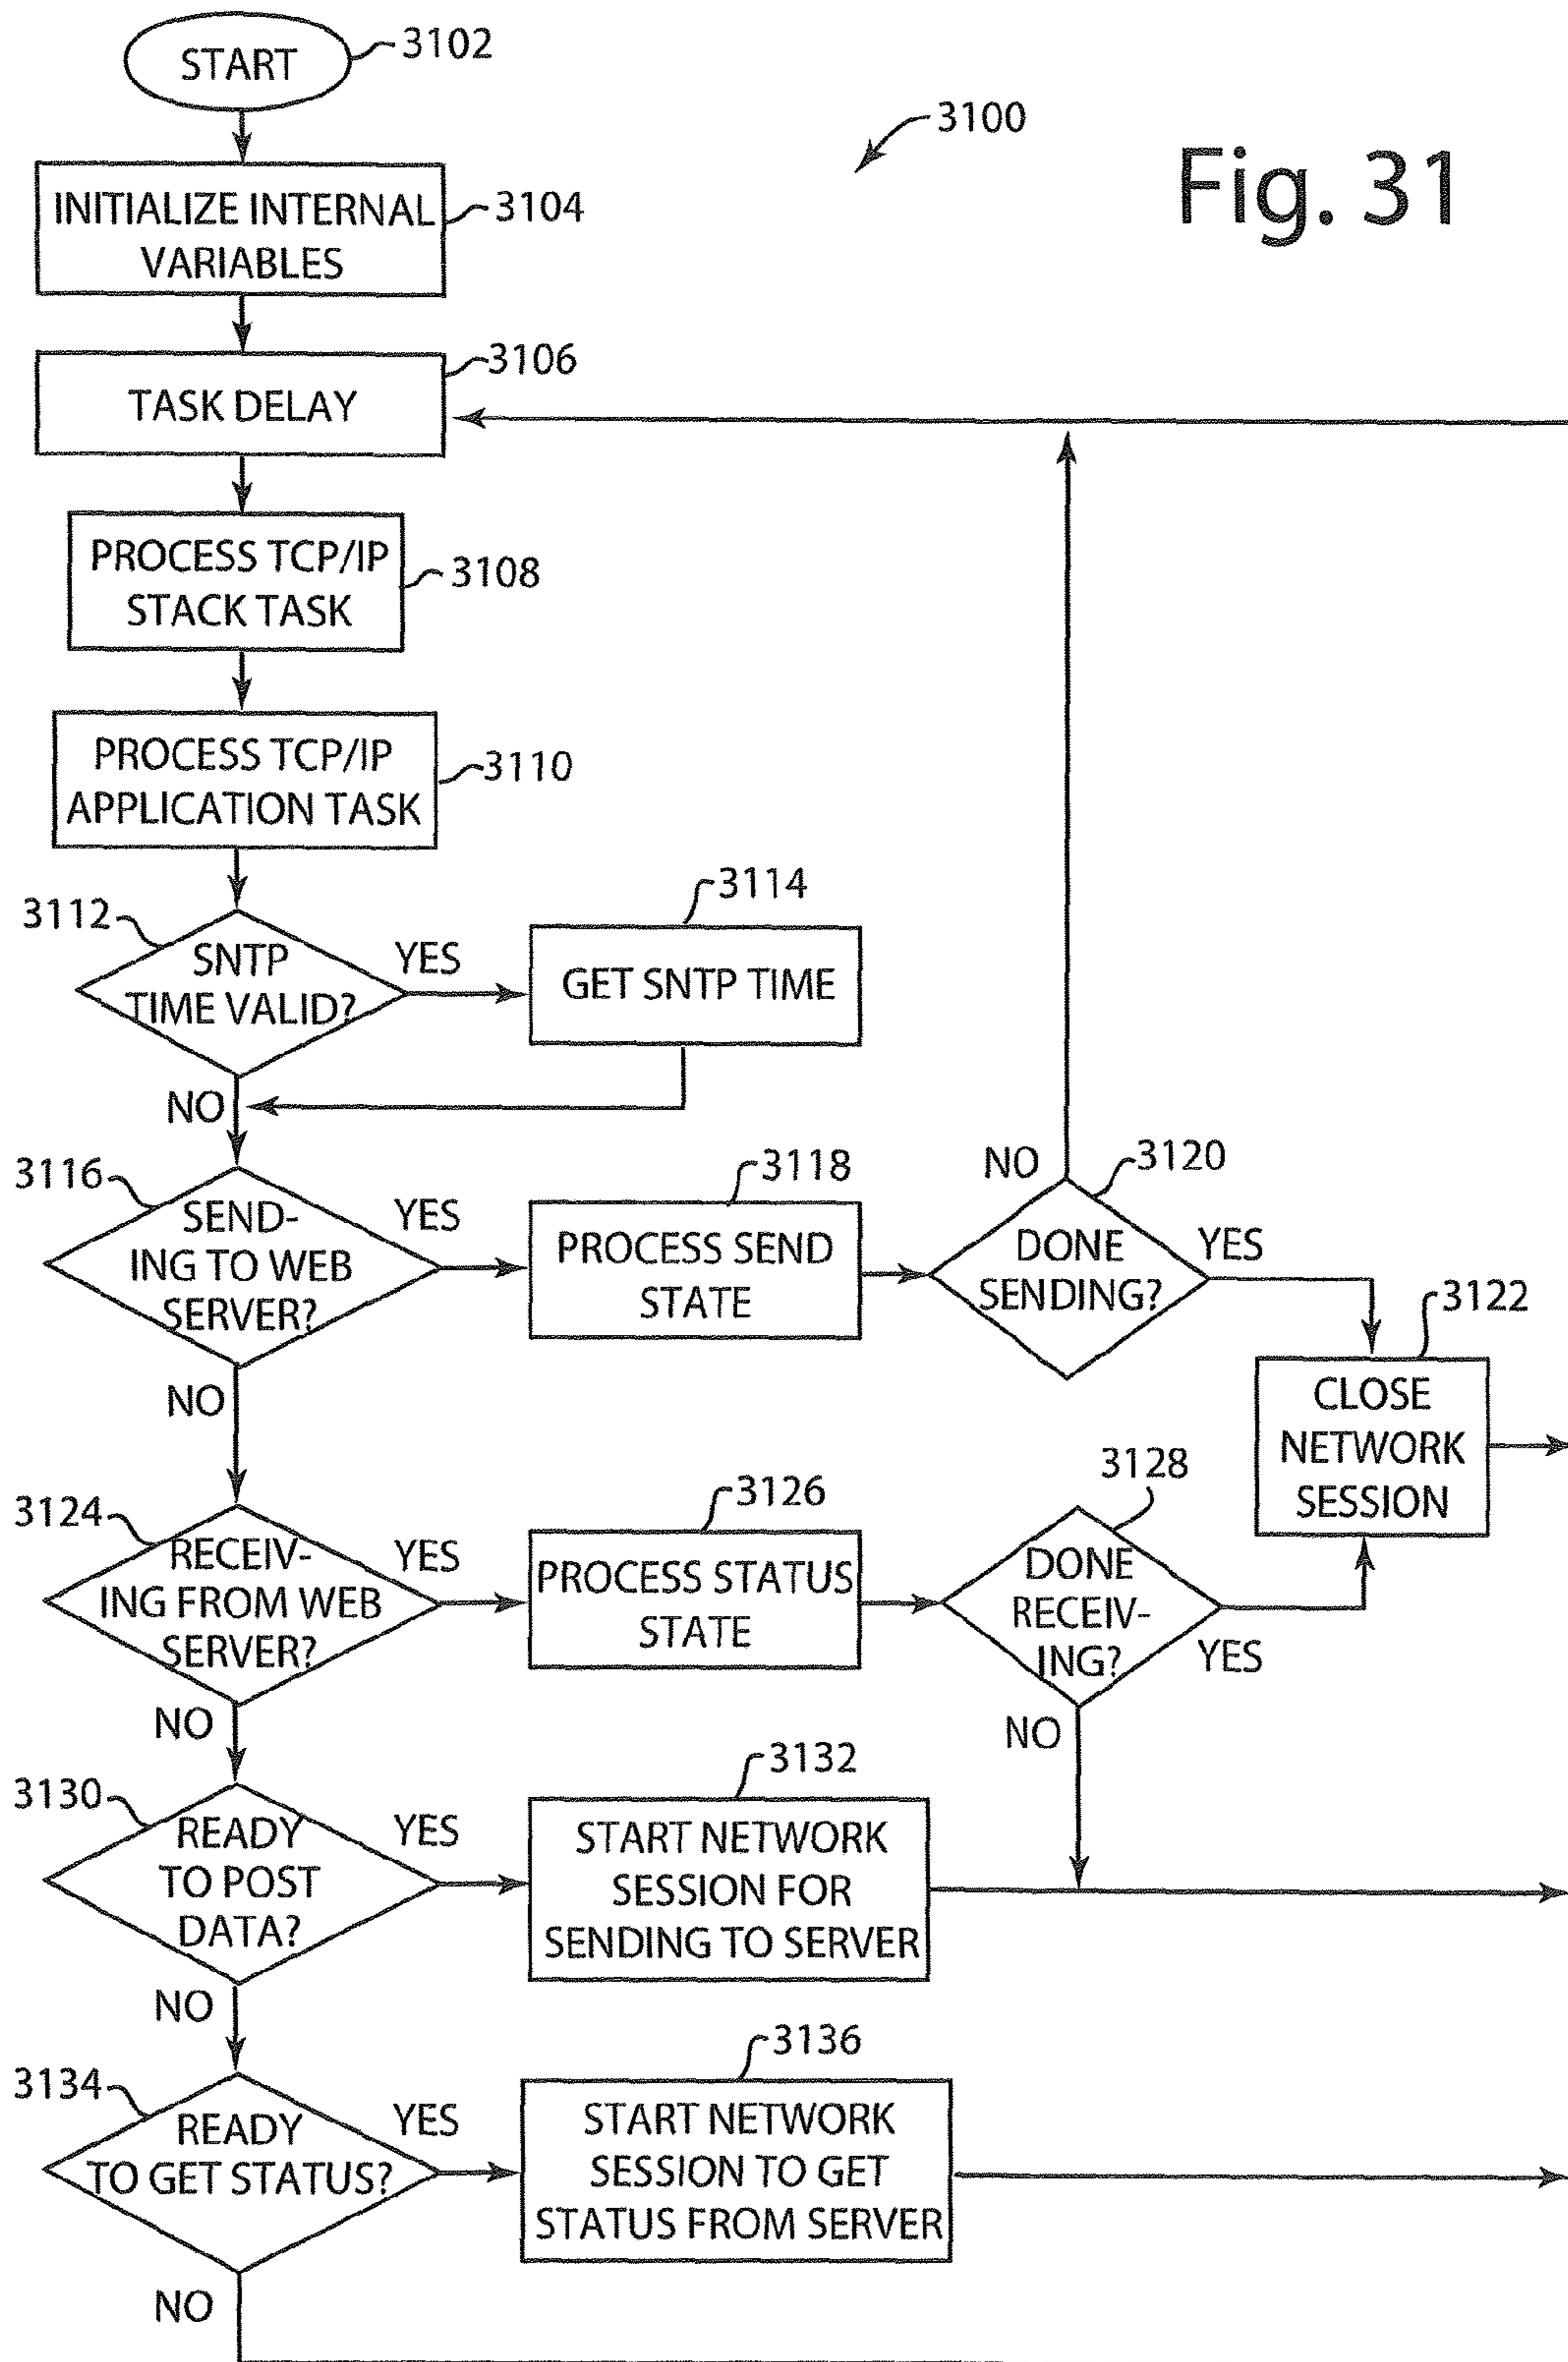 START
3102
3100
Fig. 31
INITIALIZE INTERNAL
VARIABLES
3104
TASK DELAY
3106
PROCESS TCP/IP
STACK TASK
3108
PROCESS TCP/IP
APPLICATION TASK
3110
3112
SNTP
TIME VALID?
YES
NO
3114
GET SNTP TIME
3116
SEND-
ING TO WEB
SERVER?
YES
NO
3118
PROCESS SEND
STATE
NO
3120
DONE
SENDING?
YES
3122
CLOSE
NETWORK
SESSION
3124
RECEIV-
ING FROM WEB
SERVER?
YES
NO
3126
PROCESS STATUS
STATE
3128
DONE
RECEIV-
ING?
YES
NO
3130
READY
TO POST
DATA?
YES
NO
3132
START NETWORK
SESSION FOR
SENDING TO SERVER
3134
READY
TO GET STATUS?
YES
NO
3136
START NETWORK
SESSION TO GET
STATUS FROM SERVER